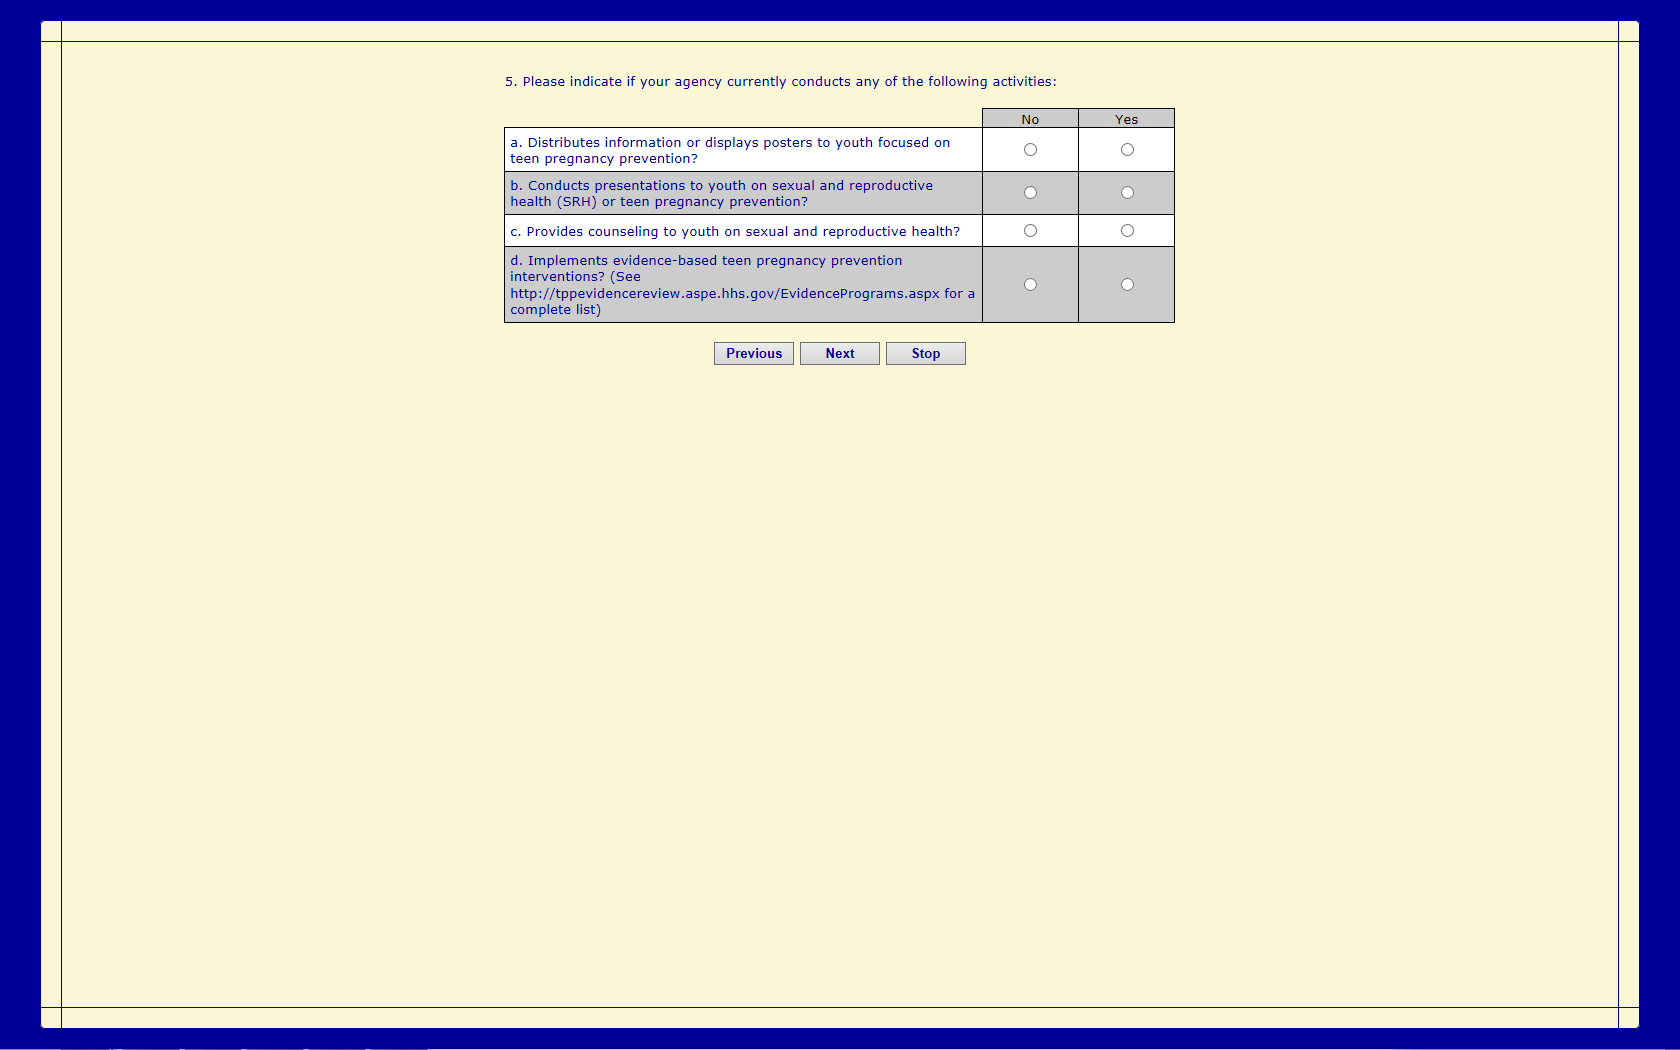 5. Please indicate if your agency currently conducts any of the following activities:
No
Yes
a. Distributes information or displays posters to youth focused on
teen pregnancy prevention?
b. Conducts presentations to youth on sexual and reproductive
health (SRH) or teen pregnancy prevention?
c. Provides counseling to youth on sexual and reproductive health?
d. Implements evidence-based teen pregnancy prevention
interventions? (See
http://tppevidencereview.aspe.hhs.gov/EvidencePrograms.aspx for a
complete list)
Previous
Next
Stop